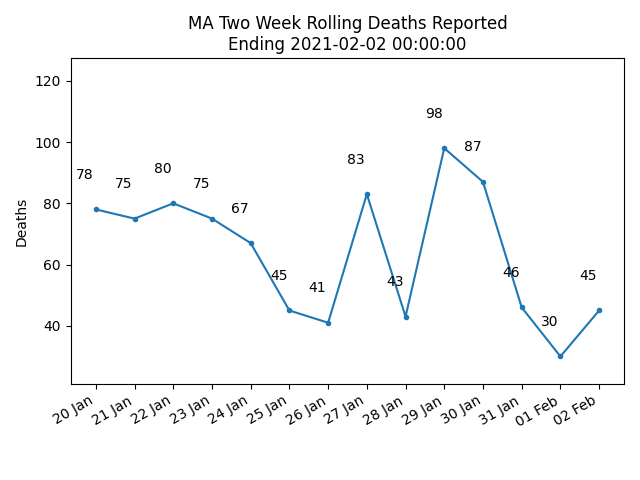 MA Two Week Rolling Deaths Reported
Ending 2021-02-02 00:00:00
120
100
80
60
40
Deaths
78
75
80
75
67
45
41
83
43
98
87
46
30
45
20 Jan
21 Jan
22 Jan
23 Jan
24 Jan
25 Jan
26 Jan
27 Jan
28 Jan
29 Jan
30 Jan
31 Jan
01 Feb
02 Feb